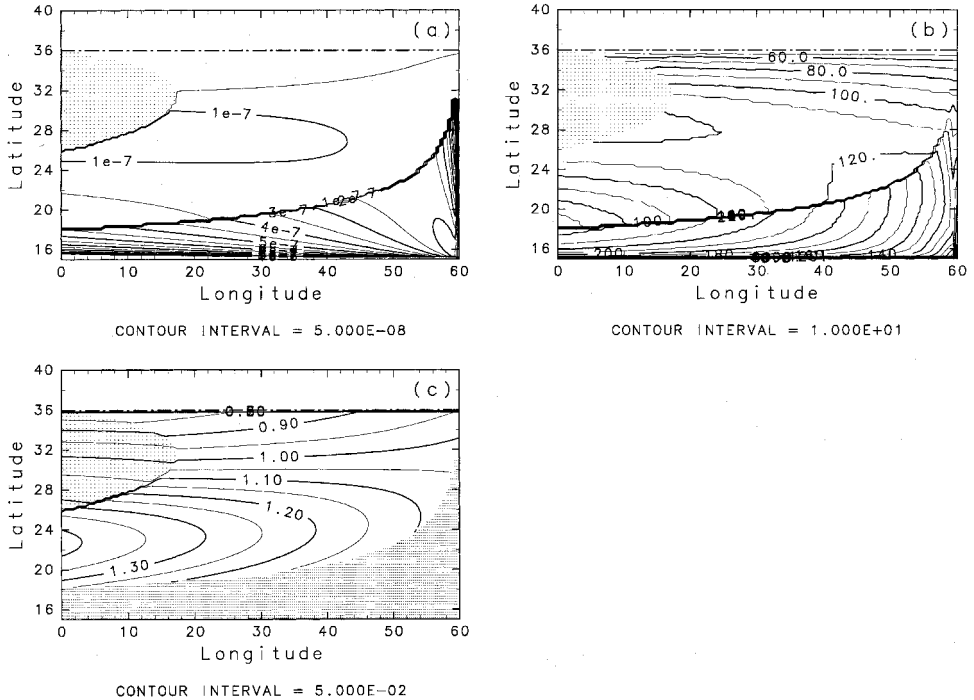 (a)
40
36
32
28
24
20
16
Latitude
1e-7
1e-7
3e-7
4e-7
0 10 20 30 40 50 60
Longitude
CONTOUR INTERVAL = 5.000E-08
(b)
40
36
32
28
24
20
16
Latitude
60.0
80.0
100.
120.
100.
200.
180
140
0 10 20 30 40 50 60
Longitude
CONTOUR INTERVAL = 1.000E+01
(c)
40
36
32
28
24
20
16
Latitude
0.90
1.00
1.10
1.20
1.30
0 10 20 30 40 50 60
Longitude
CONTOUR INTERVAL = 5.000E-02